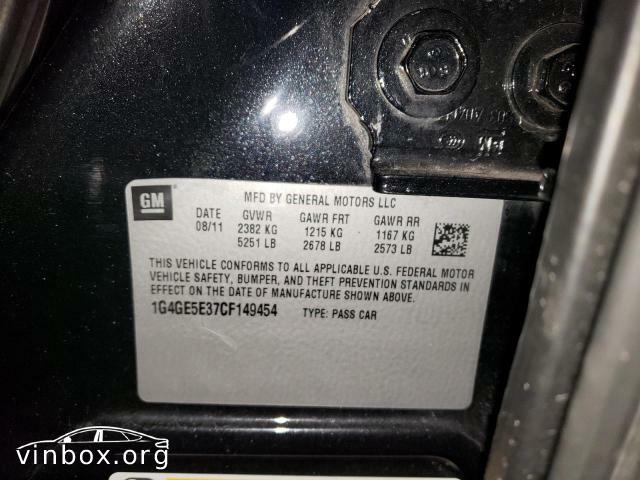 GM
MFD BY GENERAL MOTORS LLC
DATE GVWR GAWR FRT GAWR RR
08/11 2382 KG 1215 KG 1167 KG
5251 LB 2678 LB 2573 LB
THIS VEHICLE CONFORMS TO ALL APPLICABLE U.S. FEDERAL MOTOR
VEHICLE SAFETY, BUMPER, AND THEFT PREVENTION STANDARDS IN
EFFECT ON THE DATE OF MANUFACTURE SHOWN ABOVE.
1G4GE5E37CF149454 TYPE: PASS CAR
vinbox.org